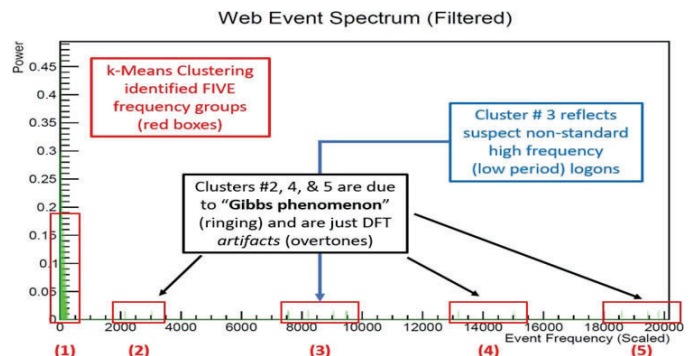 Web Event Spectrum (Filtered)
Power
0.45
0.4
0.35
0.3
0.25
0.2
0.15
0.1
0.05
0
k-Means Clustering
identified FIVE
frequency groups
(red boxes)
Cluster # 3 reflects
suspect non-standard
high frequency
(low period) logons
Clusters #2, 4, & 5 are due
to “Gibbs phenomenon”
(ringing) and are just DFT
artifacts (overtones)
0 2000 4000 6000 8000 10000 12000 14000 16000 18000 20000
Event Frequency (Scaled)
(1) (2) (3) (4) (5)